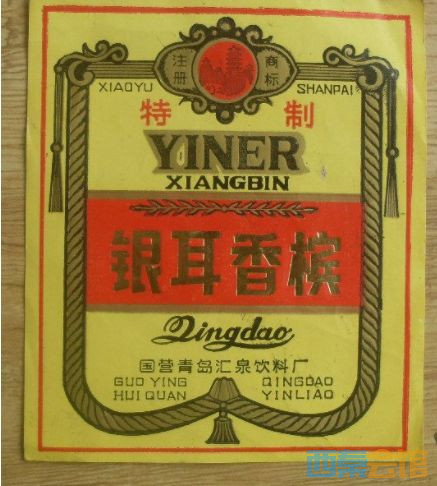 注册 商标
XIAOYU SHANPAI
特 制
YINER
XIANGBIN
银耳香槟
Qingdao
国营青岛汇泉饮料厂
GUO YING QINGDAO
HUI QUAN YINLIAO